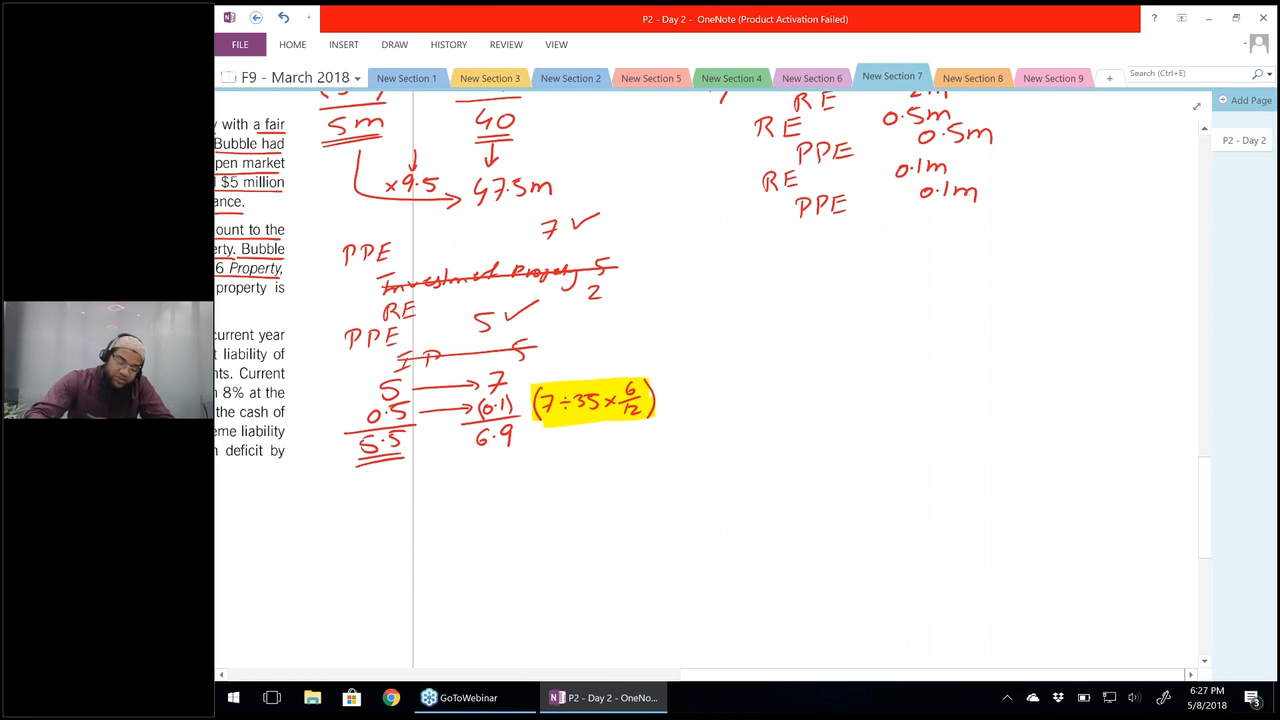 P2 - Day 2 - OneNote (Product Activation Failed)
FILE HOME INSERT DRAW HISTORY REVIEW VIEW
F9 - March 2018 New Section 1 New Section 3 New Section 2 New Section 5 New Section 4 New Section 6 New Section 7 New Section 8 New Section 9 Search (Ctrl+E)
Add Page
P2 - Day 2
y with a fair
Bubble had
pen market
$5 million
ance.
ount to the
erty. Bubble
6 Property,
property is
current year
t liability of
nts. Current
8% at the
the cash of
eme liability
n deficit by
5m 40
×9.5 47.5m
7 ✓
PPE
Investment Property 5
RE 2
PPE 5 ✓
IP 5
5 → 7
0.5 → (0.1) (7÷35×6/12)
5.5 6.9
RE 2m
RE 0.5m
PPE 0.5m
RE 0.1m
PPE 0.1m
GoToWebinar P2 - Day 2 - OneNo...
6:27 PM
5/8/2018
3